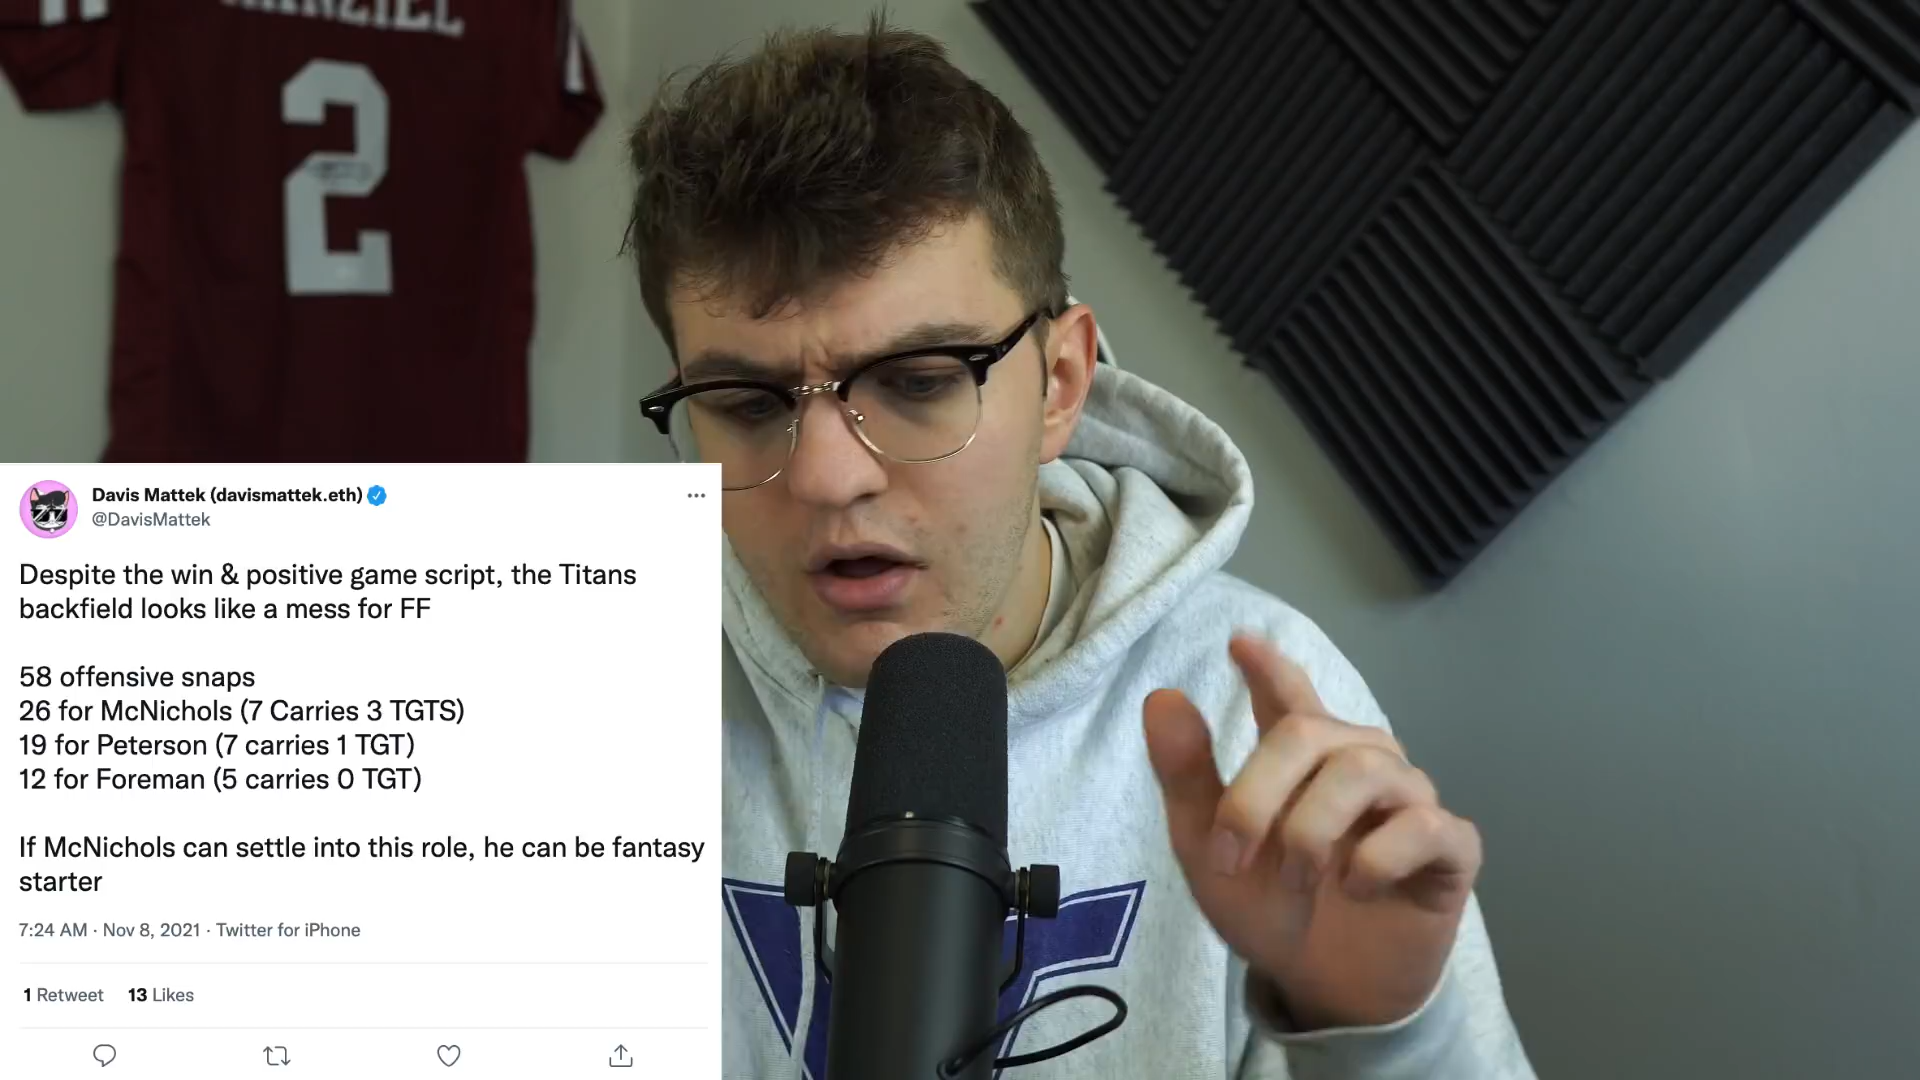 2
Davis Mattek (davismattek.eth)
@DavisMattek
Despite the win & positive game script, the Titans
backfield looks like a mess for FF
58 offensive snaps
26 for McNichols (7 Carries 3 TGTS)
19 for Peterson (7 carries 1 TGT)
12 for Foreman (5 carries 0 TGT)
If McNichols can settle into this role, he can be fantasy
starter
7:24 AM · Nov 8, 2021 · Twitter for iPhone
1 Retweet 13 Likes